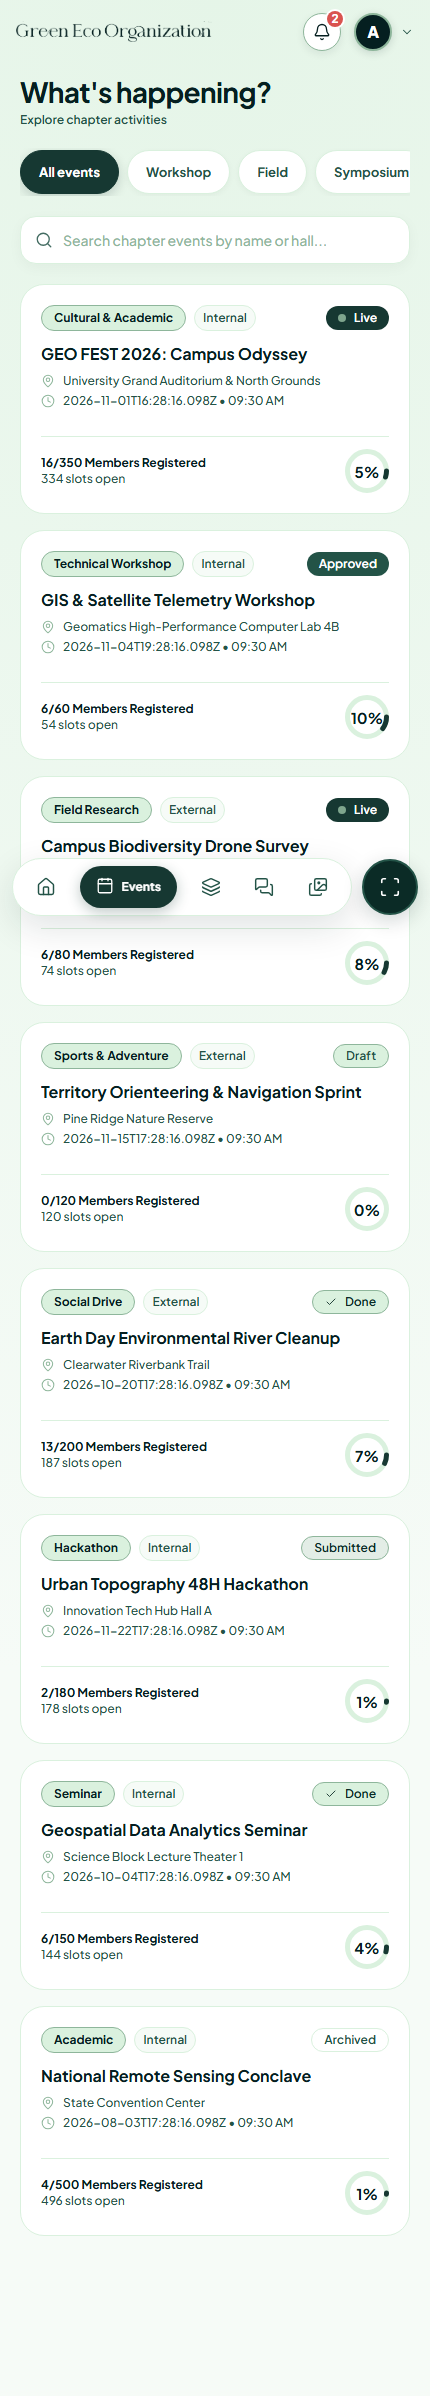 Green Eco Organization
2
A
What's happening?
Explore chapter activities
All events
Workshop
Field
Symposium
Search chapter events by name or hall...
Cultural & Academic
Internal
Live
GEO FEST 2026: Campus Odyssey
University Grand Auditorium & North Grounds
2026-11-01T16:28:16.098Z • 09:30 AM
16/350 Members Registered
334 slots open
5%
Technical Workshop
Internal
Approved
GIS & Satellite Telemetry Workshop
Geomatics High-Performance Computer Lab 4B
2026-11-04T19:28:16.098Z • 09:30 AM
6/60 Members Registered
54 slots open
10%
Field Research
External
Live
Campus Biodiversity Drone Survey
Events
6/80 Members Registered
74 slots open
8%
Sports & Adventure
External
Draft
Territory Orienteering & Navigation Sprint
Pine Ridge Nature Reserve
2026-11-15T17:28:16.098Z • 09:30 AM
0/120 Members Registered
120 slots open
0%
Social Drive
External
Done
Earth Day Environmental River Cleanup
Clearwater Riverbank Trail
2026-10-20T17:28:16.098Z • 09:30 AM
13/200 Members Registered
187 slots open
7%
Hackathon
Internal
Submitted
Urban Topography 48H Hackathon
Innovation Tech Hub Hall A
2026-11-22T17:28:16.098Z • 09:30 AM
2/180 Members Registered
178 slots open
1%
Seminar
Internal
Done
Geospatial Data Analytics Seminar
Science Block Lecture Theater 1
2026-10-04T17:28:16.098Z • 09:30 AM
6/150 Members Registered
144 slots open
4%
Academic
Internal
Archived
National Remote Sensing Conclave
State Convention Center
2026-08-03T17:28:16.098Z • 09:30 AM
4/500 Members Registered
496 slots open
1%